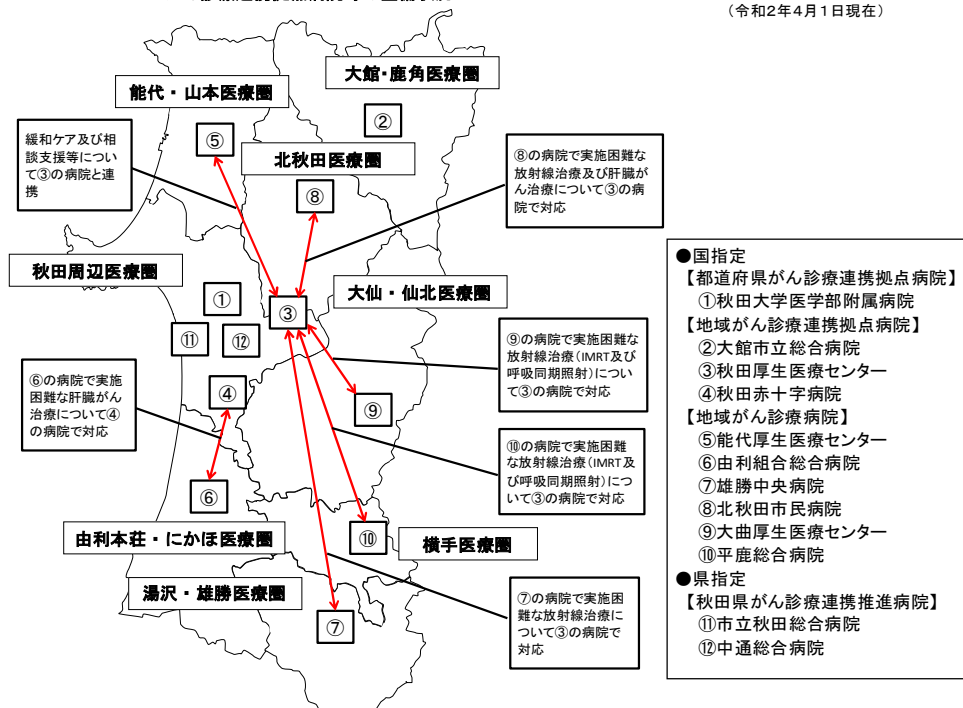 （令和2年4月1日現在）
大館・鹿角医療圏
能代・山本医療圏
②
⑤
北秋田医療圏
⑧
緩和ケア及び相
談支援等につい
て③の病院と連
携
⑧の病院で実施困難な
放射線治療及び肝臓が
ん治療について③の病
院で対応
秋田周辺医療圏
大仙・仙北医療圏
①
③
⑪
⑫
⑨の病院で実施困難な
放射線治療（IMRT及び
呼吸同期照射）につい
て③の病院で対応
⑥の病院で実施
困難な肝臓がん
治療について④
の病院で対応
④
⑨
⑩の病院で実施困難
な放射線治療（IMRT及
び呼吸同期照射）につ
いて③の病院で対応
⑥
由利本荘・にかほ医療圏
⑩
横手医療圏
湯沢・雄勝医療圏
⑦
⑦の病院で実施困
難な放射線治療に
ついて③の病院で
対応
●国指定
【都道府県がん診療連携拠点病院】
①秋田大学医学部附属病院
【地域がん診療連携拠点病院】
②大館市立総合病院
③秋田厚生医療センター
④秋田赤十字病院
【地域がん診療病院】
⑤能代厚生医療センター
⑥由利組合総合病院
⑦雄勝中央病院
⑧北秋田市民病院
⑨大曲厚生医療センター
⑩平鹿総合病院
●県指定
【秋田県がん診療連携推進病院】
⑪市立秋田総合病院
⑫中通総合病院